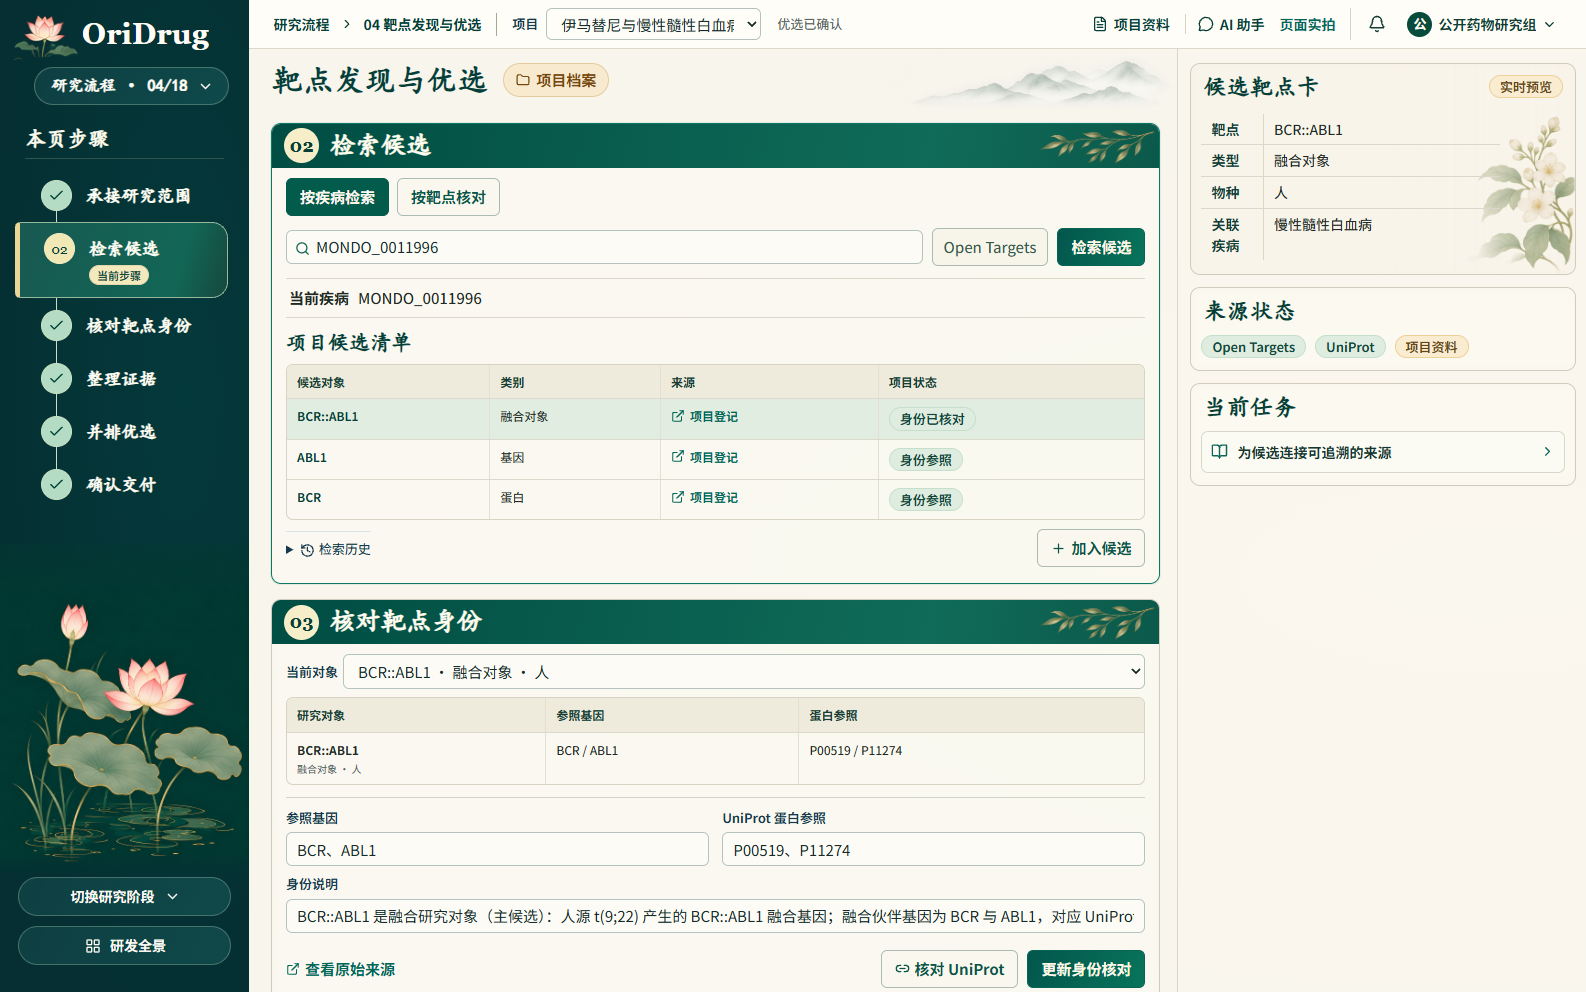 OriDrug
研究流程 • 04/18
本页步骤
承接研究范围
02 检索候选
当前步骤
核对靶点身份
整理证据
并排优选
确认交付
切换研究阶段
研发全景
研究流程 > 04 靶点发现与优选 项目 伊马替尼与慢性髓性白血病 优选已确认
项目资料 AI 助手 页面实拍 公 公开药物研究组
靶点发现与优选 项目档案
02 检索候选
按疾病检索 按靶点核对
MONDO_0011996 Open Targets 检索候选
当前疾病 MONDO_0011996
项目候选清单
候选对象 类别 来源 项目状态
BCR::ABL1 融合对象 项目登记 身份已核对
ABL1 基因 项目登记 身份参照
BCR 蛋白 项目登记 身份参照
检索历史 + 加入候选
03 核对靶点身份
当前对象 BCR::ABL1 · 融合对象 · 人
研究对象 参照基因 蛋白参照
BCR::ABL1 BCR / ABL1 P00519 / P11274
融合对象 · 人
参照基因 UniProt 蛋白参照
BCR、ABL1 P00519、P11274
身份说明
BCR::ABL1 是融合研究对象（主候选）：人源 t(9;22) 产生的 BCR::ABL1 融合基因；融合伙伴基因为 BCR 与 ABL1，对应 UniPro
查看原始来源 核对 UniProt 更新身份核对
候选靶点卡 实时预览
靶点 BCR::ABL1
类型 融合对象
物种 人
关联疾病 慢性髓性白血病
来源状态
Open Targets UniProt 项目资料
当前任务
为候选连接可追溯的来源